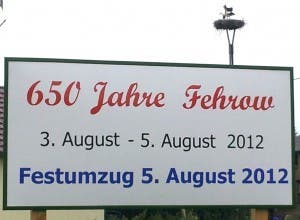 650 Jahre Fehrow
3. August - 5. August 2012
Festumzug 5. August 2012